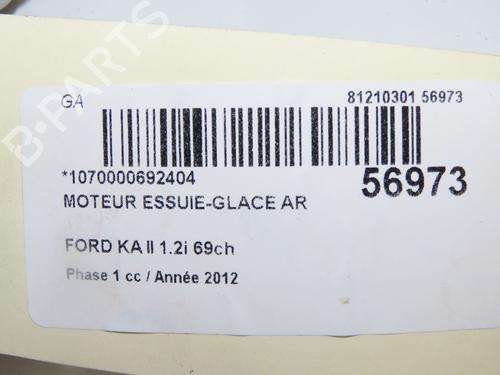 B-PARTS
GA
81210301 56973
*1070000692404
56973
MOTEUR ESSUIE-GLACE AR
FORD KA II 1.2i 69ch
Phase 1 cc / Année 2012